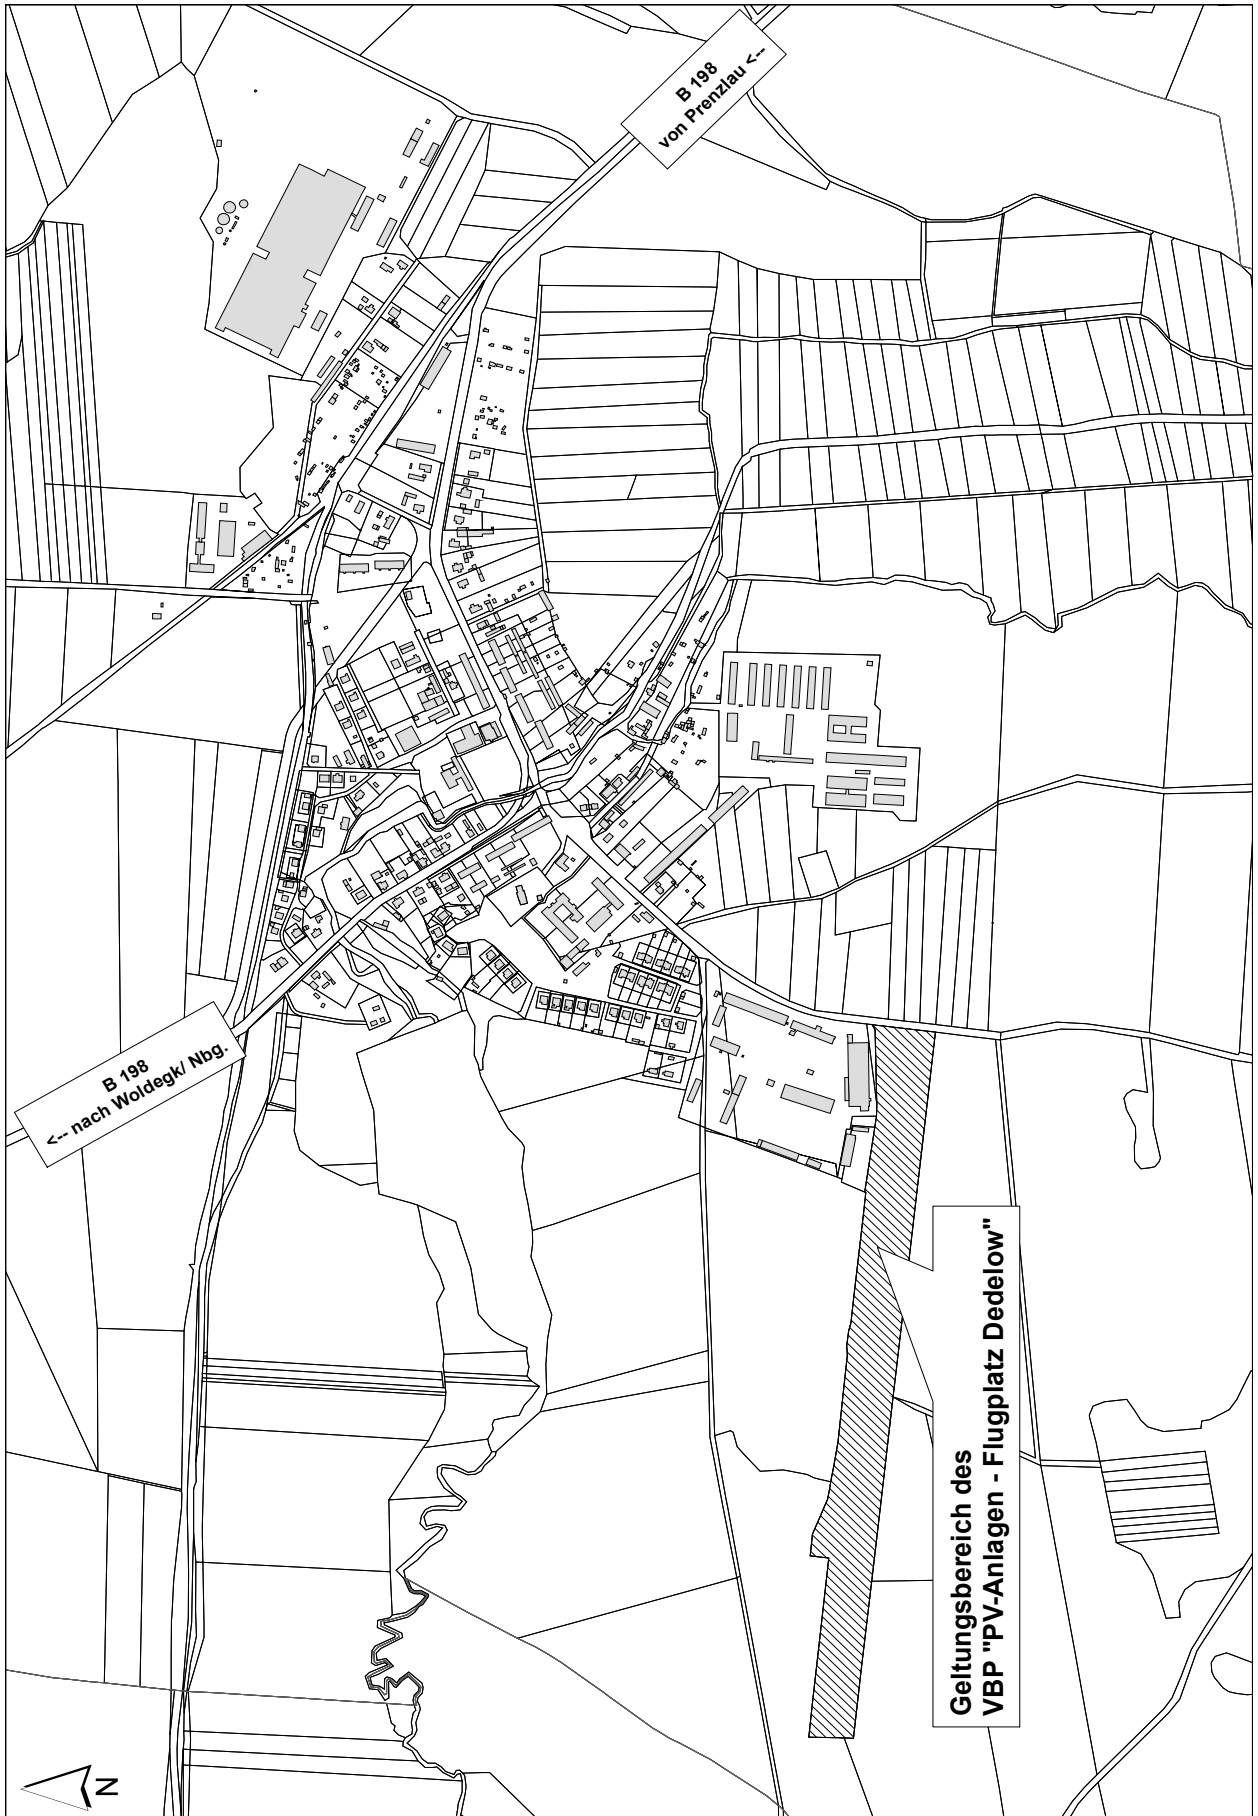 B 198
von Prenzlau <--
B 198
<-- nach Woldegk/ Nbg.
Geltungsbereich des
VBP "PV-Anlagen - Flugplatz Dedelow"
N